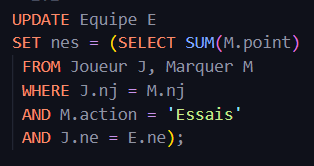 UPDATE Equipe E
SET nes = (SELECT SUM(M.point)
FROM Joueur J, Marquer M
WHERE J.nj = M.nj
AND M.action = 'Essais'
AND J.ne = E.ne);